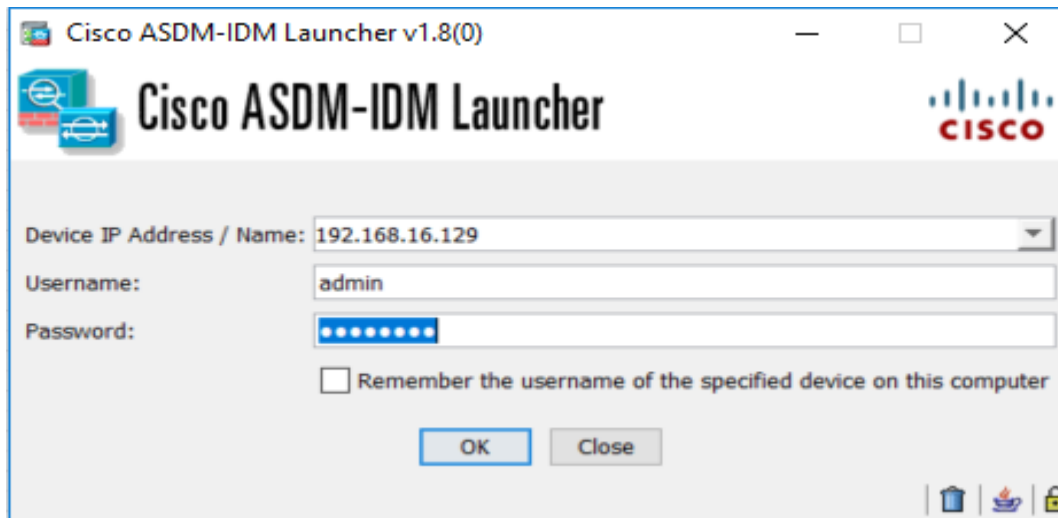 Cisco ASDM-IDM Launcher v1.8(0)
Cisco ASDM-IDM Launcher
CISCO
Device IP Address / Name: 192.168.16.129
Username: admin
Password: ●●●●●●●●
Remember the username of the specified device on this computer
OK Close